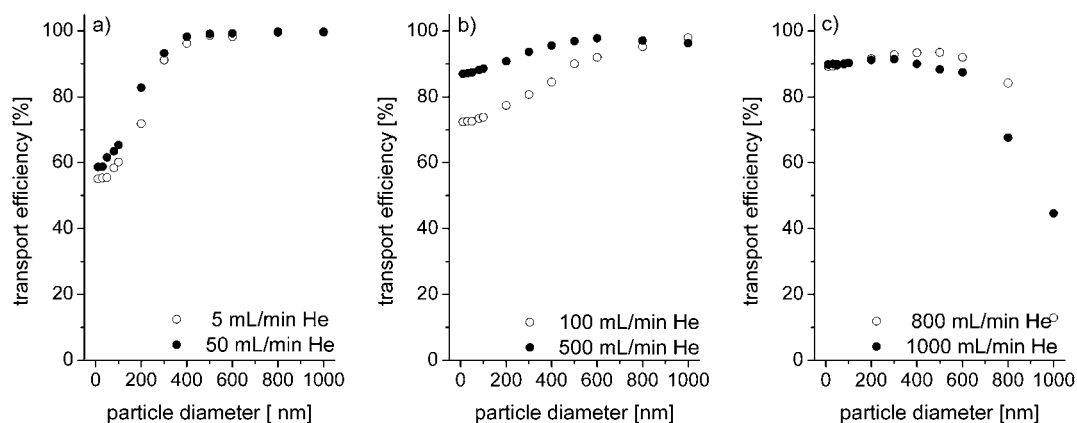 a)
transport efficiency [%]
100
80
60
40
20
0
5 mL/min He
50 mL/min He
0 200 400 600 800 1000
particle diameter [ nm]
b)
transport efficiency [%]
100
80
60
40
20
0
100 mL/min He
500 mL/min He
0 200 400 600 800 1000
particle diameter [ nm]
c)
transport efficiency [%]
100
80
60
40
20
0
800 mL/min He
1000 mL/min He
0 200 400 600 800 1000
particle diameter [nm]